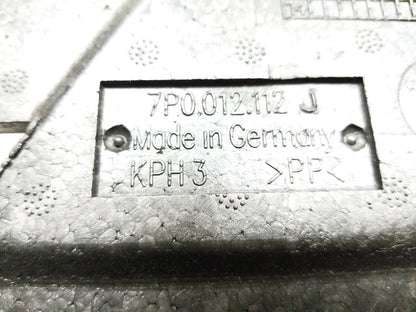 7P0.012.112 J
Made in Germany
KPH 3 >PP<